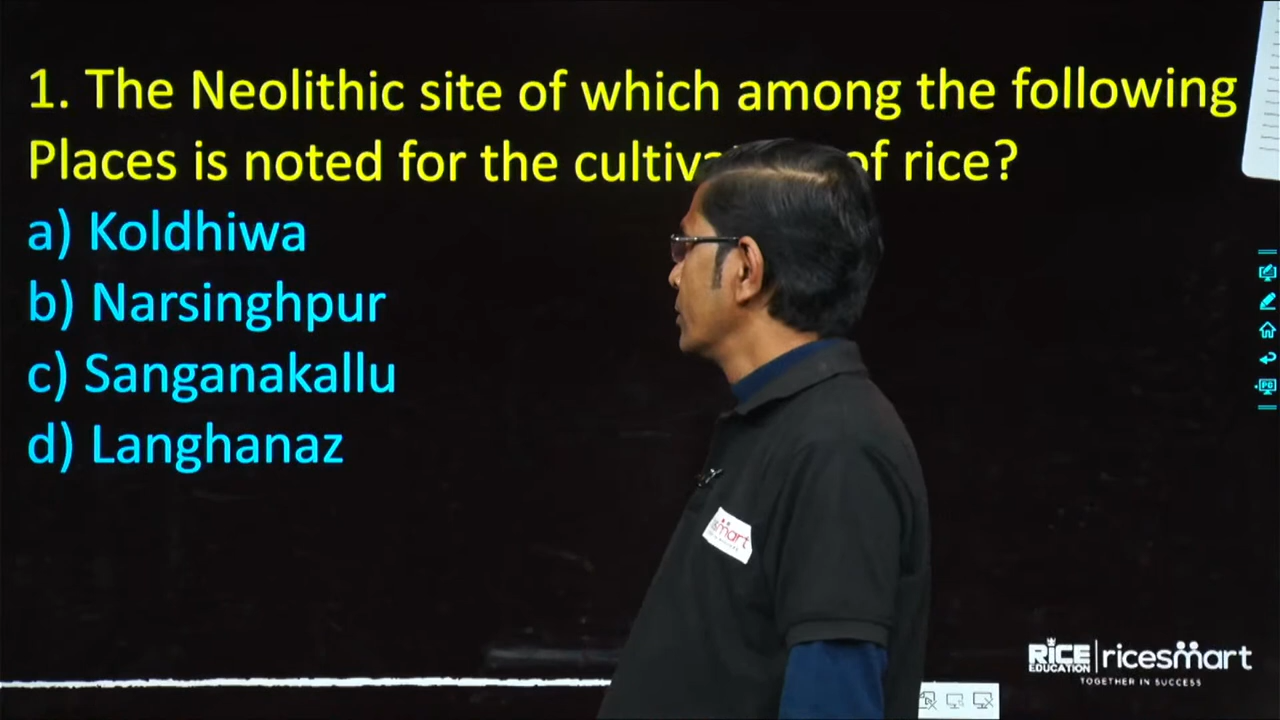 1. The Neolithic site of which among the following
Places is noted for the of rice?
a) Koldhiwa
b) Narsinghpur
c) Sanganakallu
d) Langhanaz
RiCE EDUCATION | ricesmart
TOGETHER IN SUCCESS